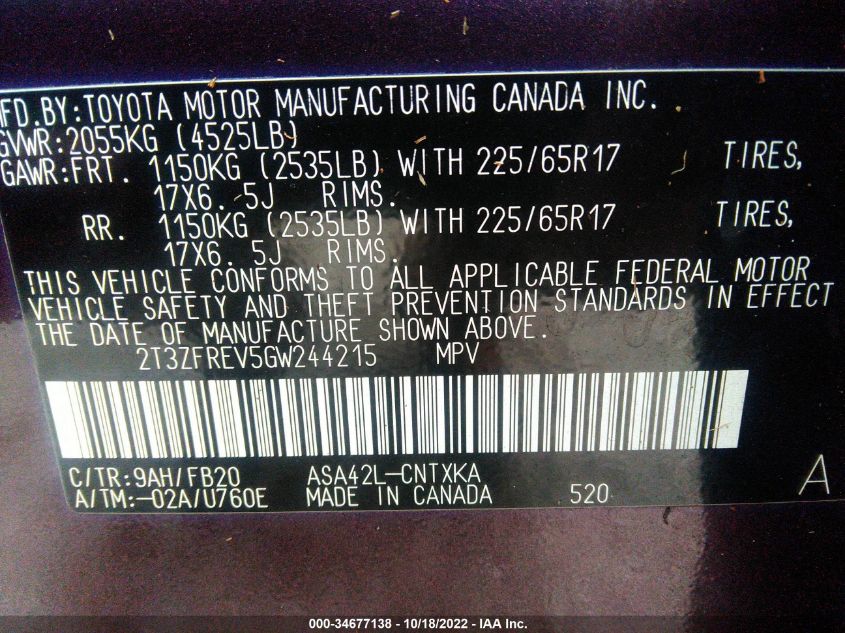 MFD.BY:TOYOTA MOTOR MANUFACTURING CANADA INC.
GVWR:2055KG (4525LB)
GAWR:FRT. 1150KG (2535LB) WITH 225/65R17 TIRES,
17X6. 5J RIMS.
RR. 1150KG (2535LB) WITH 225/65R17 TIRES,
17X6. 5J RIMS.
THIS VEHICLE CONFORMS TO ALL APPLICABLE FEDERAL MOTOR
VEHICLE SAFETY AND THEFT PREVENTION STANDARDS IN EFFECT
THE DATE OF MANUFACTURE SHOWN ABOVE.
2T3ZFREV5GW244215 MPV
C/TR:9AH/FB20 ASA42L-CNTXKA A
A/TM:-02A/U760E MADE IN CANADA 520
000-34677138 - 10/18/2022 - IAA Inc.